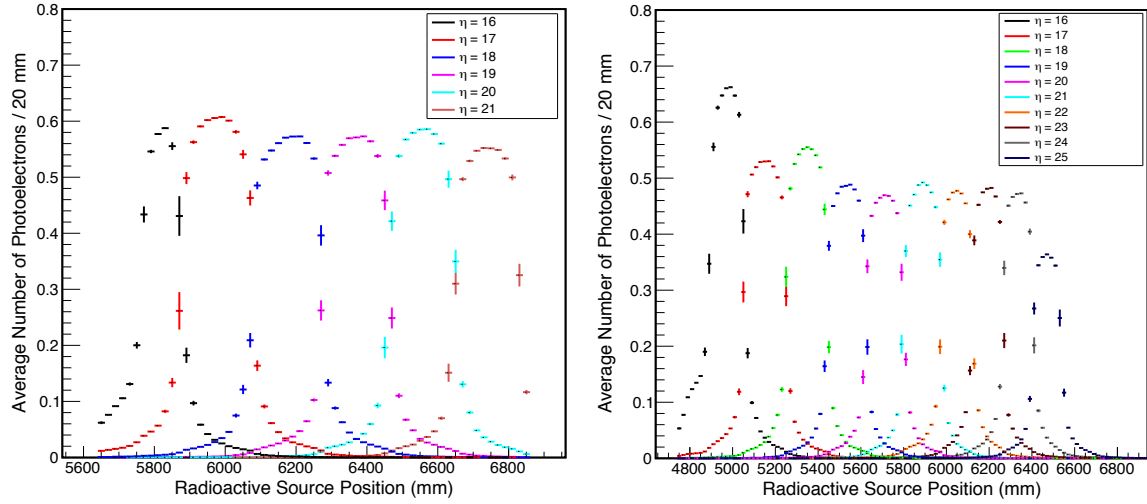 Average Number of Photoelectrons / 20 mm
0.8
0.7
0.6
0.5
0.4
0.3
0.2
0.1
0
η = 16
η = 17
η = 18
η = 19
η = 20
η = 21
5600 5800 6000 6200 6400 6600 6800
Radioactive Source Position (mm)
Average Number of Photoelectrons / 20 mm
0.8
0.7
0.6
0.5
0.4
0.3
0.2
0.1
0
η = 16
η = 17
η = 18
η = 19
η = 20
η = 21
η = 22
η = 23
η = 24
η = 25
4800 5000 5200 5400 5600 5800 6000 6200 6400 6600 6800
Radioactive Source Position (mm)